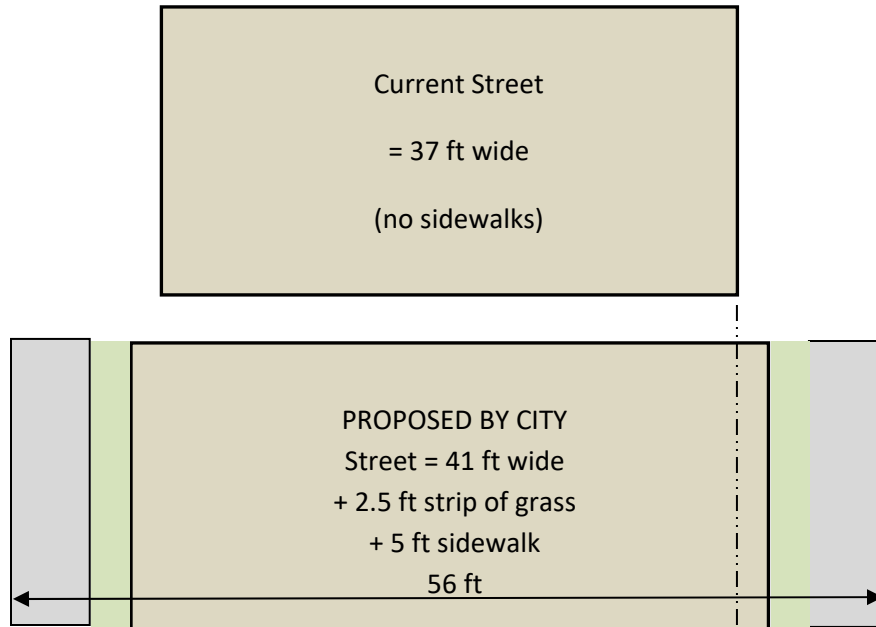 Current Street
= 37 ft wide
(no sidewalks)
PROPOSED BY CITY
Street = 41 ft wide
+ 2.5 ft strip of grass
+ 5 ft sidewalk
56 ft